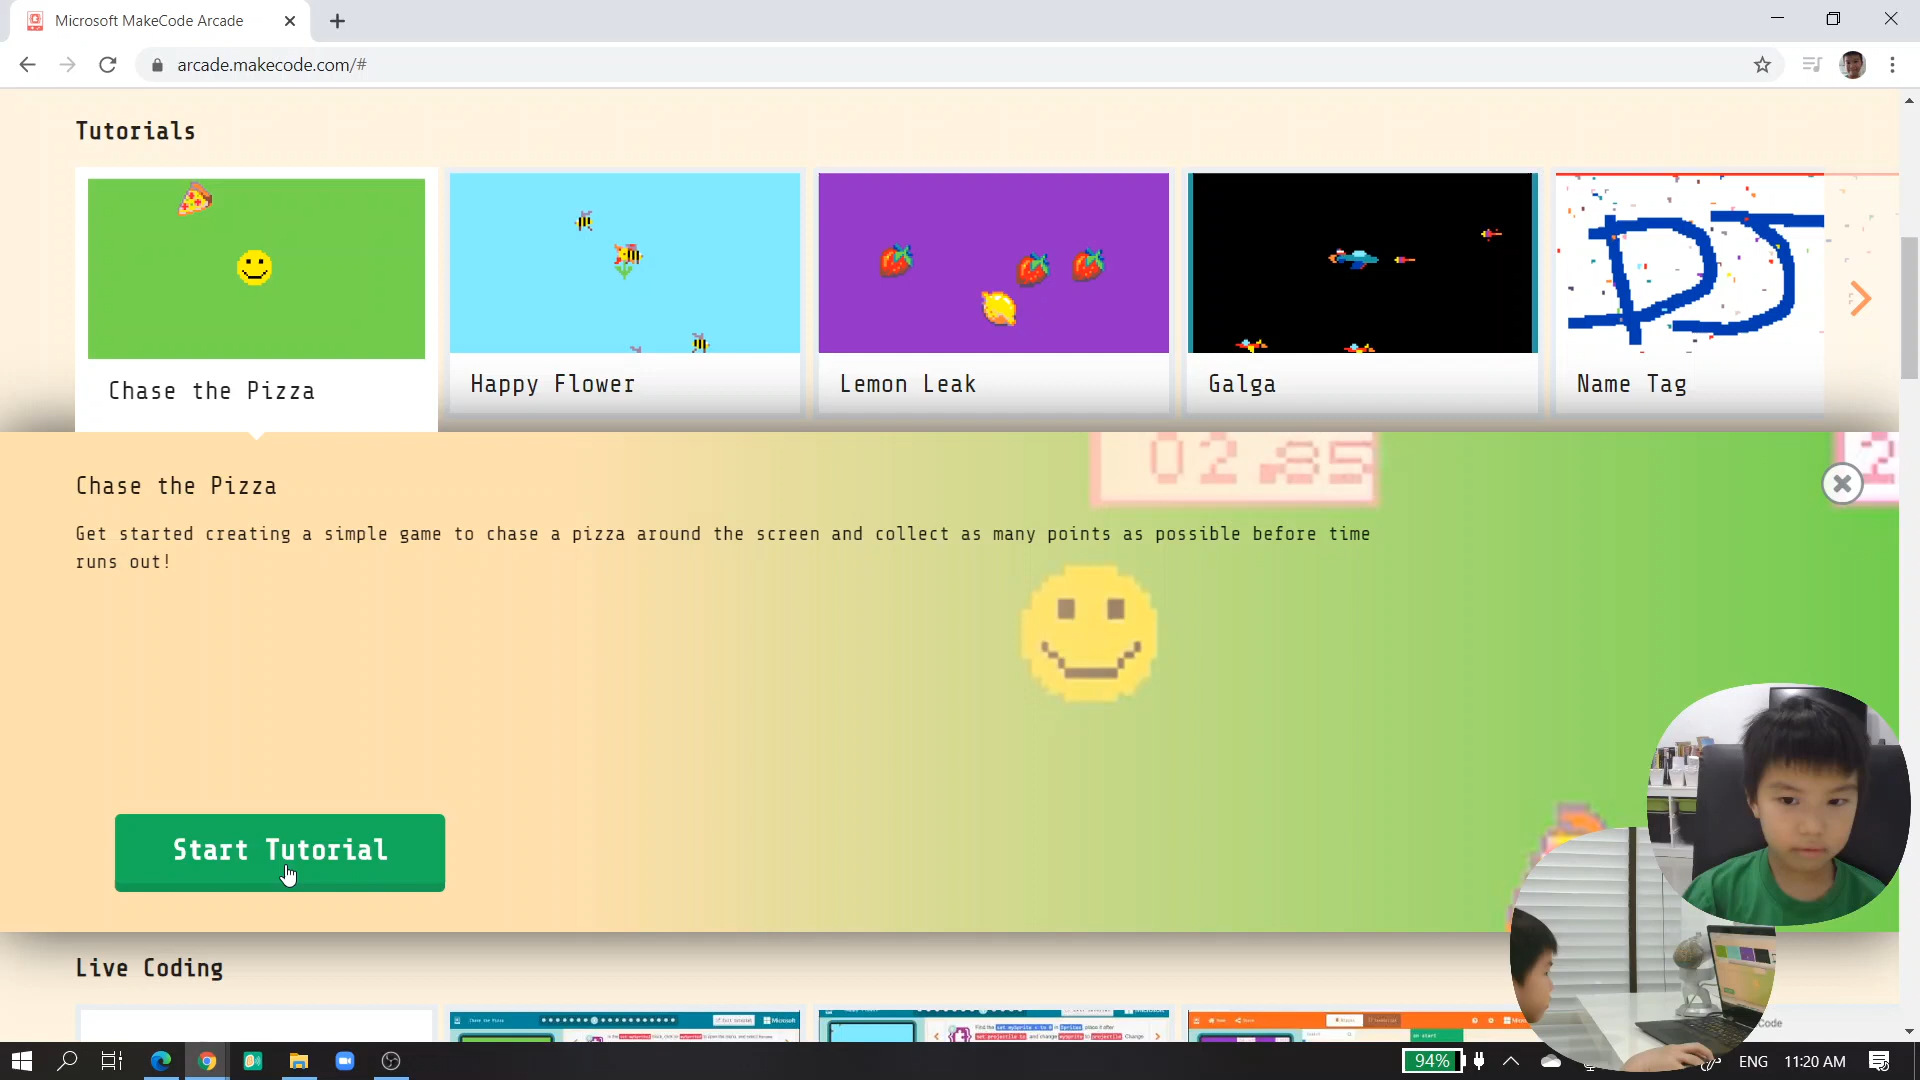 Microsoft MakeCode Arcade
arcade.makecode.com/#
Tutorials
Chase the Pizza
Happy Flower
Lemon Leak
Galga
Name Tag
02.85
Chase the Pizza
Get started creating a simple game to chase a pizza around the screen and collect as many points as possible before time
runs out!
Start Tutorial
Live Coding
94%
ENG
11:20 AM